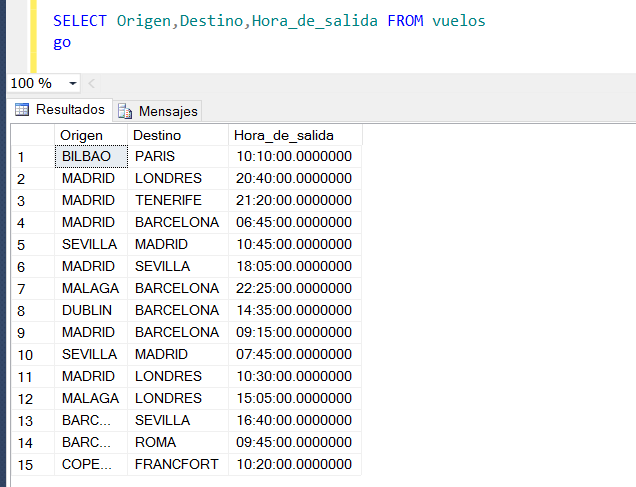 SELECT Origen,Destino,Hora_de_salida FROM vuelos
go
100 %
Resultados Mensajes
Origen Destino Hora_de_salida
1 BILBAO PARIS 10:10:00.0000000
2 MADRID LONDRES 20:40:00.0000000
3 MADRID TENERIFE 21:20:00.0000000
4 MADRID BARCELONA 06:45:00.0000000
5 SEVILLA MADRID 10:45:00.0000000
6 MADRID SEVILLA 18:05:00.0000000
7 MALAGA BARCELONA 22:25:00.0000000
8 DUBLIN BARCELONA 14:35:00.0000000
9 MADRID BARCELONA 09:15:00.0000000
10 SEVILLA MADRID 07:45:00.0000000
11 MADRID LONDRES 10:30:00.0000000
12 MALAGA LONDRES 15:05:00.0000000
13 BARC... SEVILLA 16:40:00.0000000
14 BARC... ROMA 09:45:00.0000000
15 COPE... FRANCFORT 10:20:00.0000000